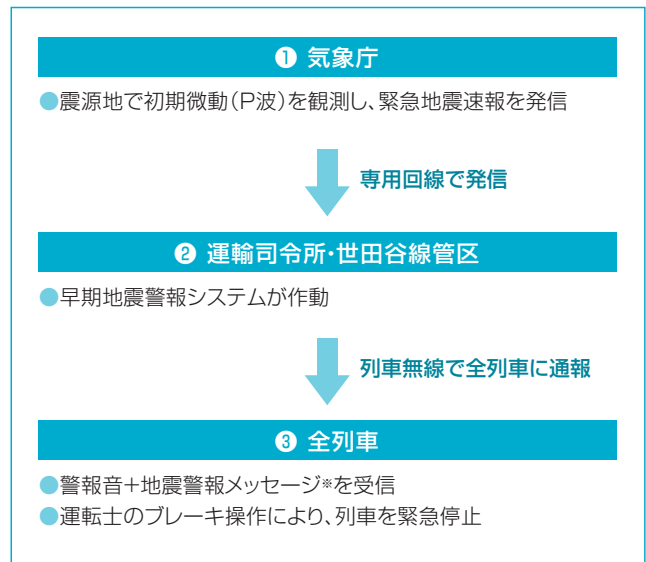 ❶ 気象庁
●震源地で初期微動(P波)を観測し、緊急地震速報を発信
専用回線で発信
❷ 運輸司令所・世田谷線管区
●早期地震警報システムが作動
列車無線で全列車に通報
❸ 全列車
●警報音+地震警報メッセージ※を受信
●運転士のブレーキ操作により、列車を緊急停止